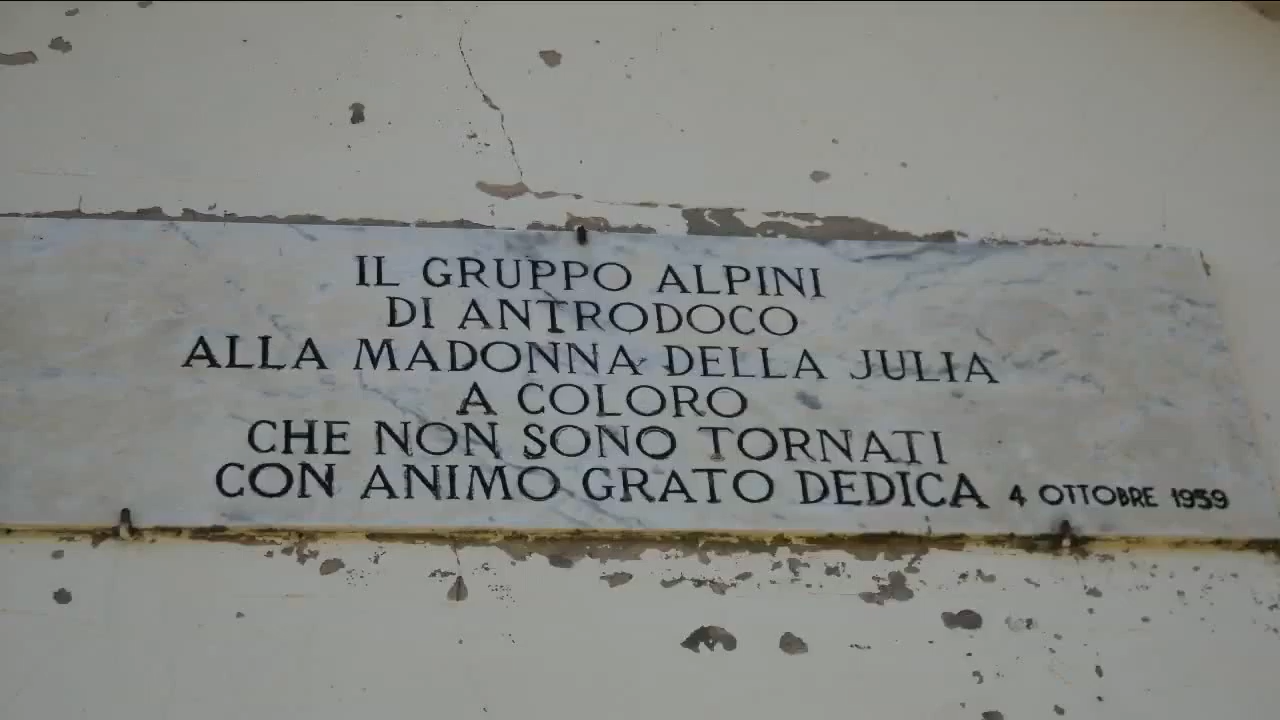 IL GRUPPO ALPINI
DI ANTRODOCO
ALLA MADONNA DELLA JULIA
A COLORO
CHE NON SONO TORNATI
CON ANIMO GRATO DEDICA 4 OTTOBRE 1959